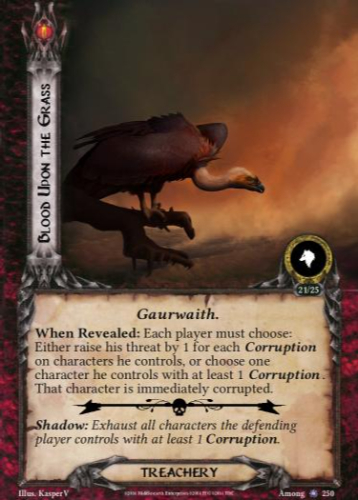 BLOOD UPON THE GRASS
21/25
Gaurwaith.
When Revealed: Each player must choose:
Either raise his threat by 1 for each Corruption
on characters he controls, or choose one
character he controls with at least 1 Corruption.
That character is immediately corrupted.
Shadow: Exhaust all characters the defending
player controls with at least 1 Corruption.
TREACHERY
Illus. KasperV
Among 250